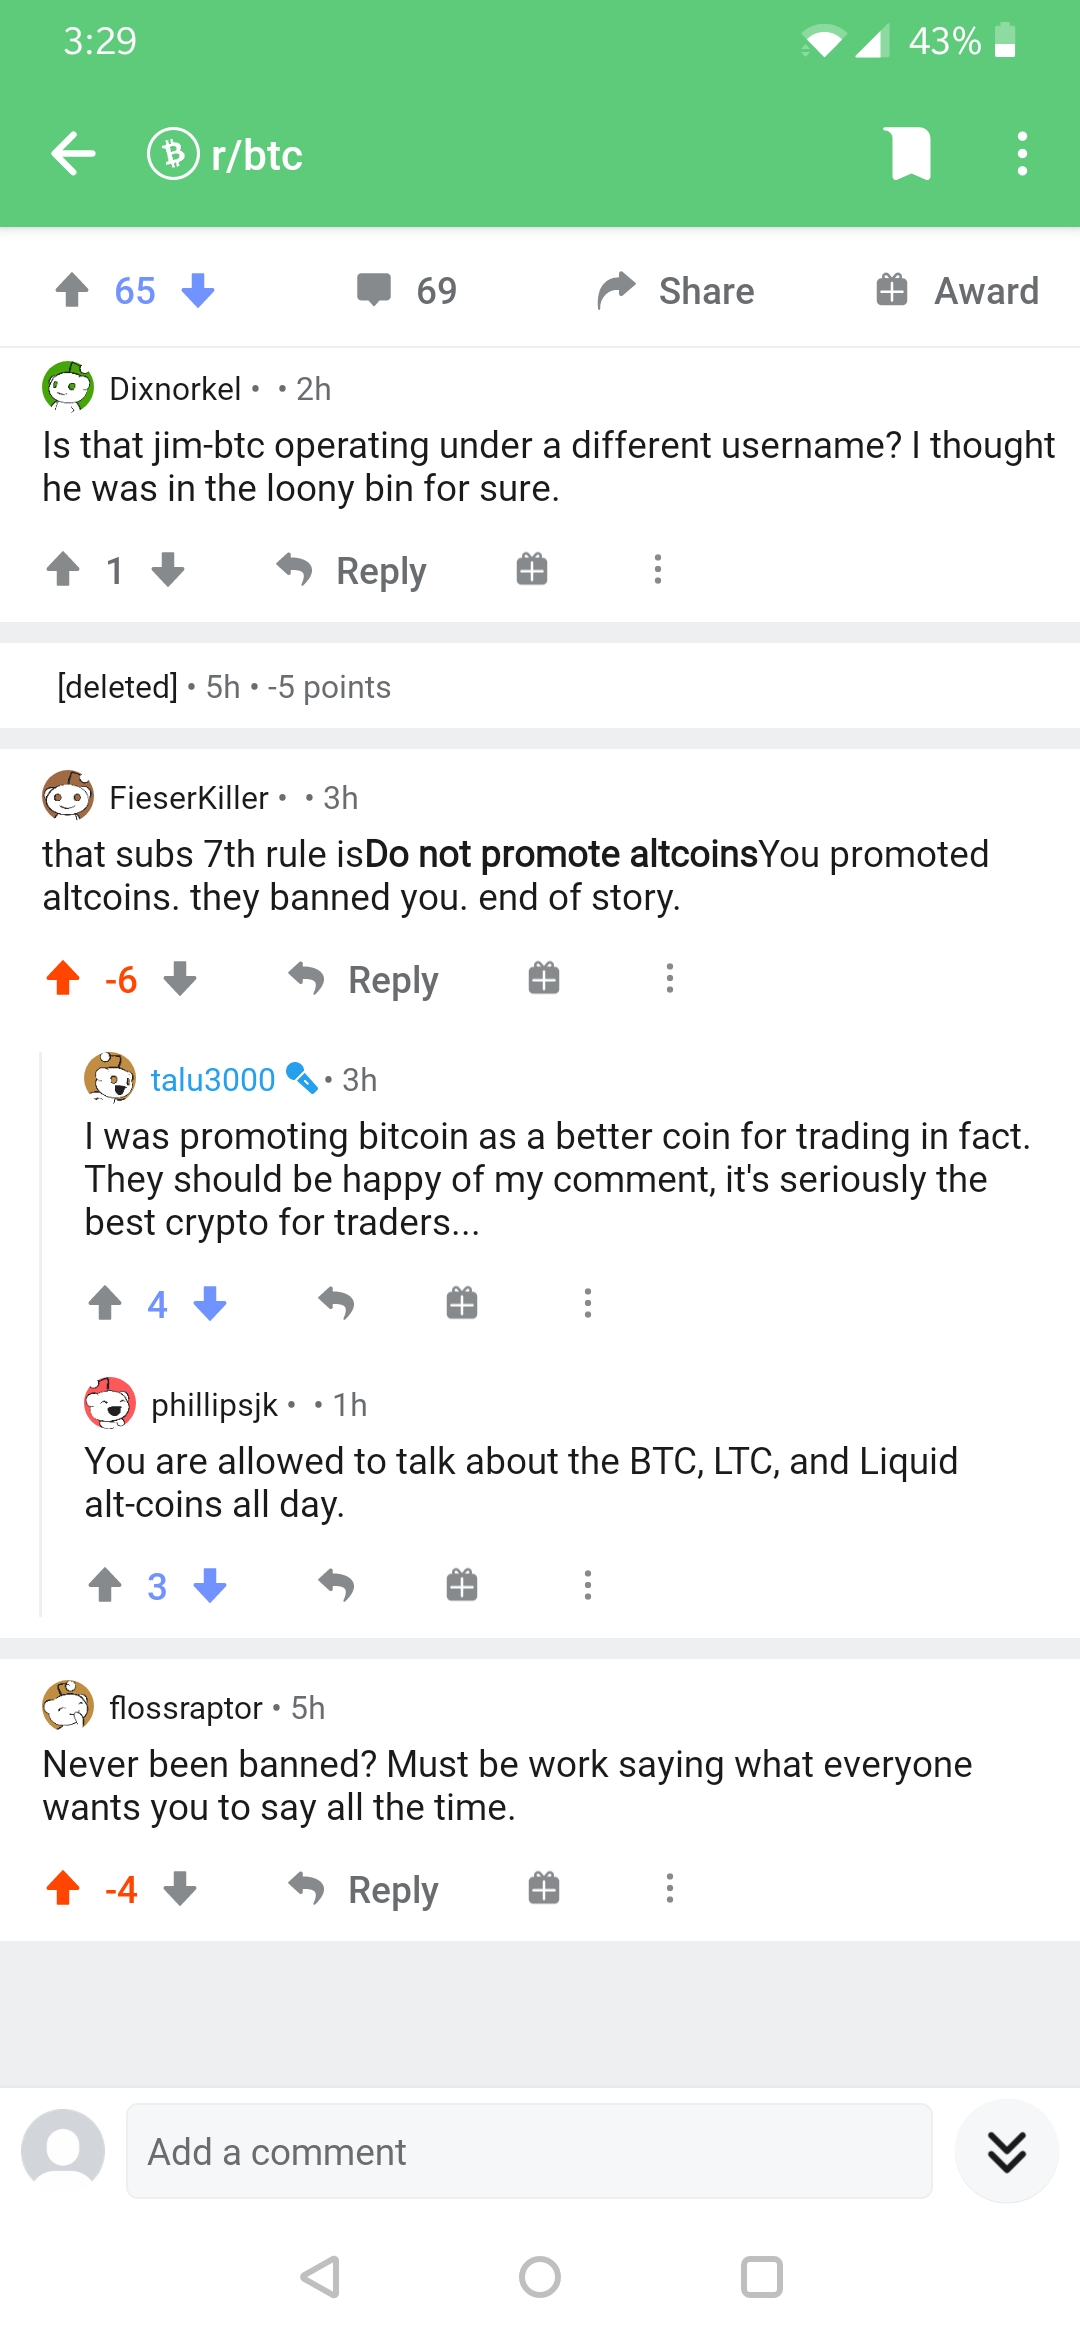 3:29
43%
r/btc
65
69
Share
Award
Dixnorkel • • 2h
Is that jim-btc operating under a different username? I thought
he was in the loony bin for sure.
1
Reply
[deleted] • 5h • -5 points
FieserKiller • • 3h
that subs 7th rule isDo not promote altcoinsYou promoted
altcoins. they banned you. end of story.
-6
Reply
talu3000 • 3h
I was promoting bitcoin as a better coin for trading in fact.
They should be happy of my comment, it's seriously the
best crypto for traders...
4
phillipsjk • • 1h
You are allowed to talk about the BTC, LTC, and Liquid
alt-coins all day.
3
flossraptor • 5h
Never been banned? Must be work saying what everyone
wants you to say all the time.
-4
Reply
Add a comment